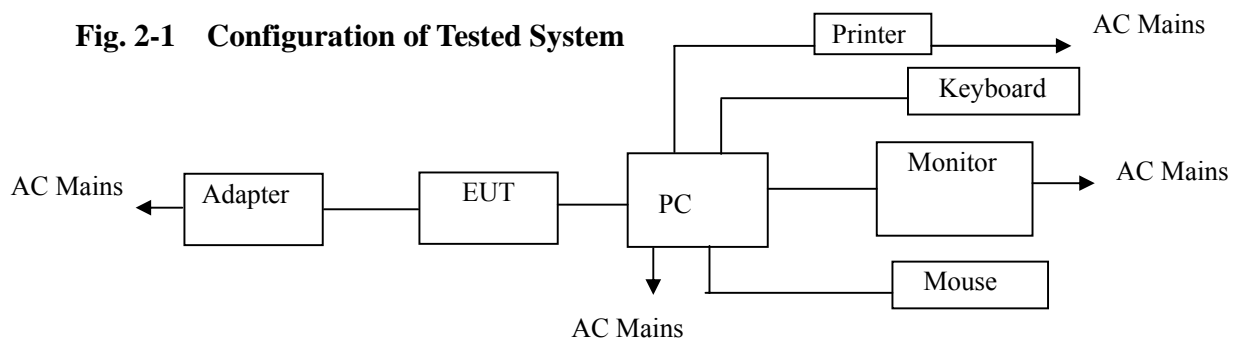 Fig. 2-1 Configuration of Tested System
Printer
AC Mains
Keyboard
Monitor
AC Mains
AC Mains
Adapter
EUT
PC
Mouse
AC Mains